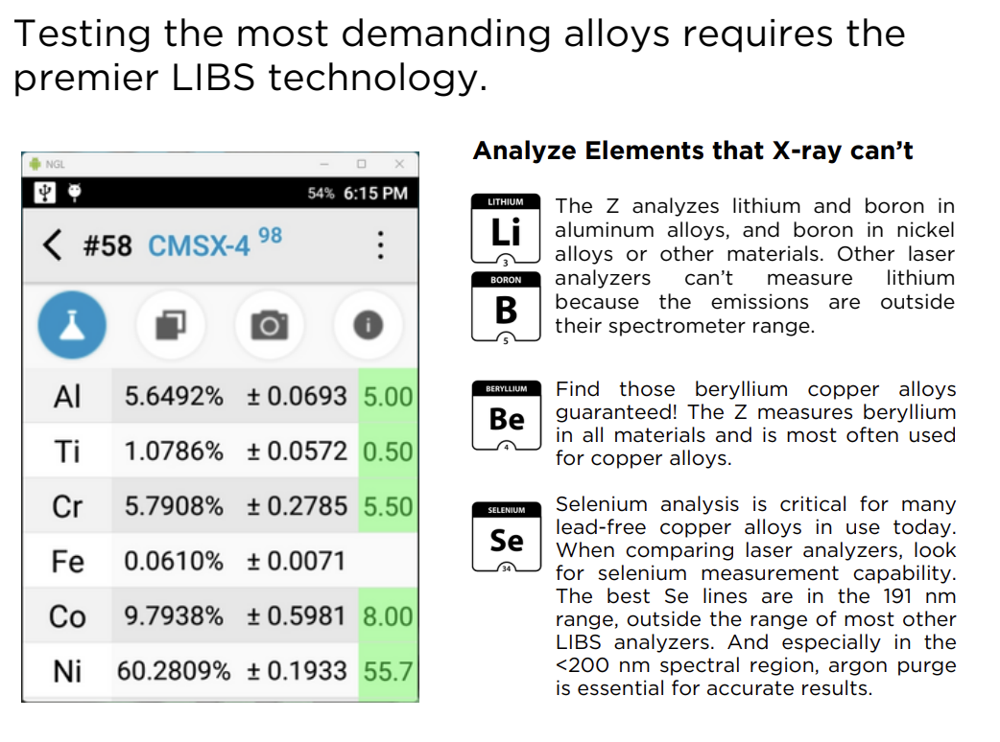 Testing the most demanding alloys requires the
premier LIBS technology.
NGL
54% 6:15 PM
#58 CMSX-4 98
Al 5.6492% ± 0.0693 5.00
Ti 1.0786% ± 0.0572 0.50
Cr 5.7908% ± 0.2785 5.50
Fe 0.0610% ± 0.0071
Co 9.7938% ± 0.5981 8.00
Ni 60.2809% ± 0.1933 55.7
Analyze Elements that X-ray can’t
LITHIUM
Li
3
BORON
B
5
The Z analyzes lithium and boron in
aluminum alloys, and boron in nickel
alloys or other materials. Other laser
analyzers can’t measure lithium
because the emissions are outside
their spectrometer range.
BERYLLIUM
Be
4
Find those beryllium copper alloys
guaranteed! The Z measures beryllium
in all materials and is most often used
for copper alloys.
SELENIUM
Se
34
Selenium analysis is critical for many
lead-free copper alloys in use today.
When comparing laser analyzers, look
for selenium measurement capability.
The best Se lines are in the 191 nm
range, outside the range of most other
LIBS analyzers. And especially in the
<200 nm spectral region, argon purge
is essential for accurate results.